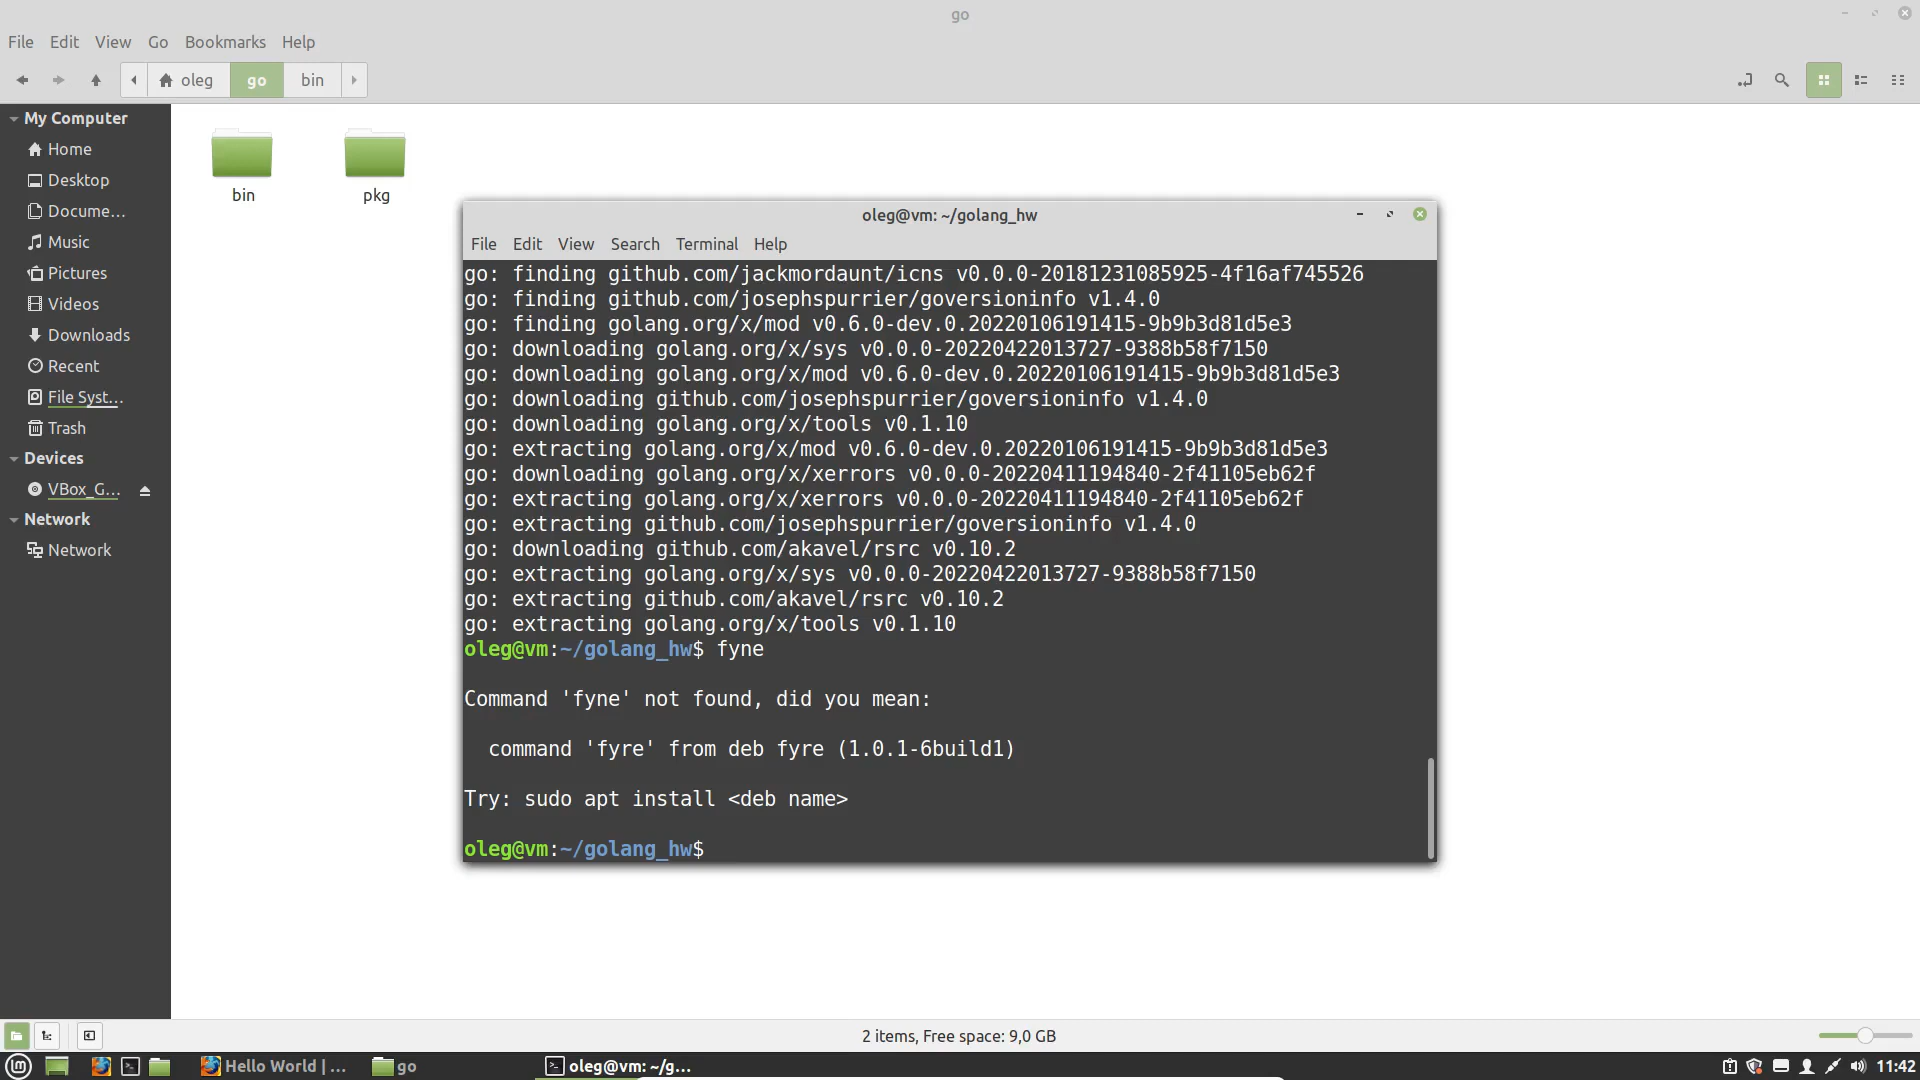 go
File Edit View Go Bookmarks Help
oleg go bin
My Computer
Home
Desktop
Docume...
Music
Pictures
Videos
Downloads
Recent
File Syst...
Trash
Devices
VBox_G...
Network
Network
bin
pkg
oleg@vm: ~/golang_hw
File Edit View Search Terminal Help
go: finding github.com/jackmordaunt/icns v0.0.0-20181231085925-4f16af745526
go: finding github.com/josephspurrier/goversioninfo v1.4.0
go: finding golang.org/x/mod v0.6.0-dev.0.20220106191415-9b9b3d81d5e3
go: downloading golang.org/x/sys v0.0.0-20220422013727-9388b58f7150
go: downloading golang.org/x/mod v0.6.0-dev.0.20220106191415-9b9b3d81d5e3
go: downloading github.com/josephspurrier/goversioninfo v1.4.0
go: downloading golang.org/x/tools v0.1.10
go: extracting golang.org/x/mod v0.6.0-dev.0.20220106191415-9b9b3d81d5e3
go: downloading golang.org/x/xerrors v0.0.0-20220411194840-2f41105eb62f
go: extracting golang.org/x/xerrors v0.0.0-20220411194840-2f41105eb62f
go: extracting github.com/josephspurrier/goversioninfo v1.4.0
go: downloading github.com/akavel/rsrc v0.10.2
go: extracting golang.org/x/sys v0.0.0-20220422013727-9388b58f7150
go: extracting github.com/akavel/rsrc v0.10.2
go: extracting golang.org/x/tools v0.1.10
oleg@vm:~/golang_hw$ fyne
Command 'fyne' not found, did you mean:
command 'fyre' from deb fyre (1.0.1-6build1)
Try: sudo apt install <deb name>
oleg@vm:~/golang_hw$
2 items, Free space: 9,0 GB
Hello World | ...
go
oleg@vm: ~/g...
11:42